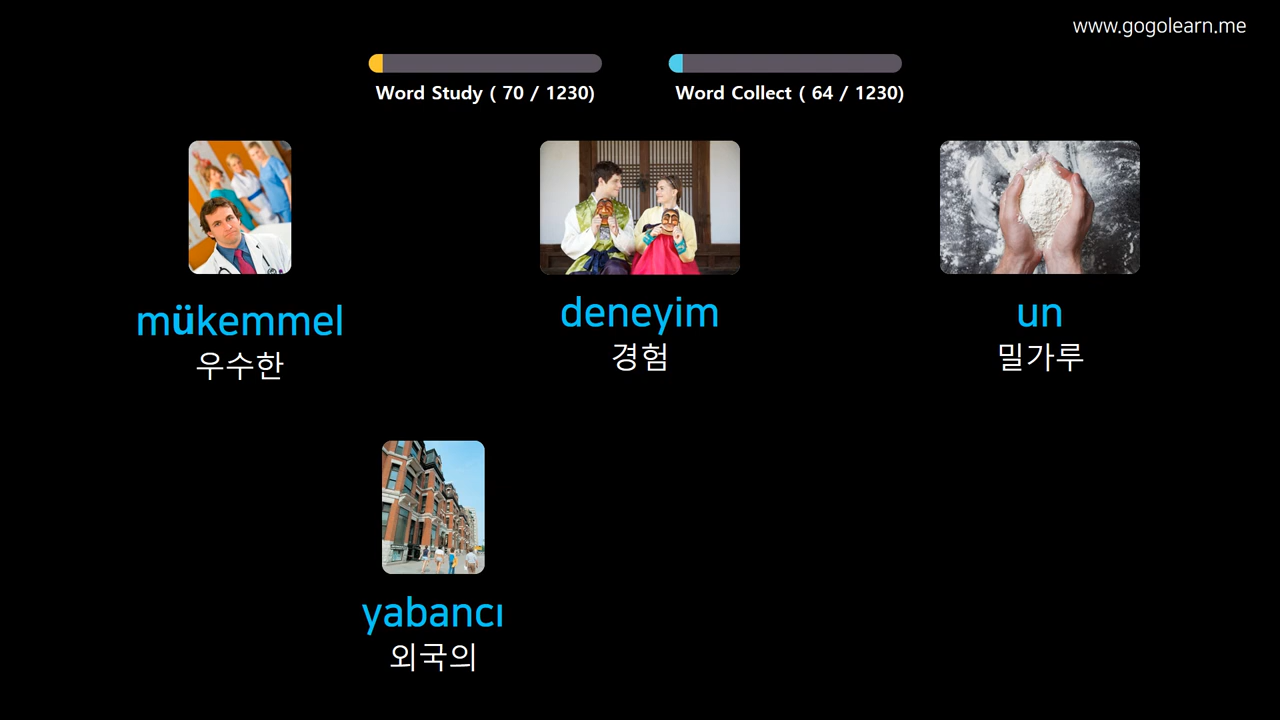 www.gogolearn.me
Word Study ( 70 / 1230)
Word Collect ( 64 / 1230)
mükemmel
우수한
deneyim
경험
un
밀가루
yabancı
외국의